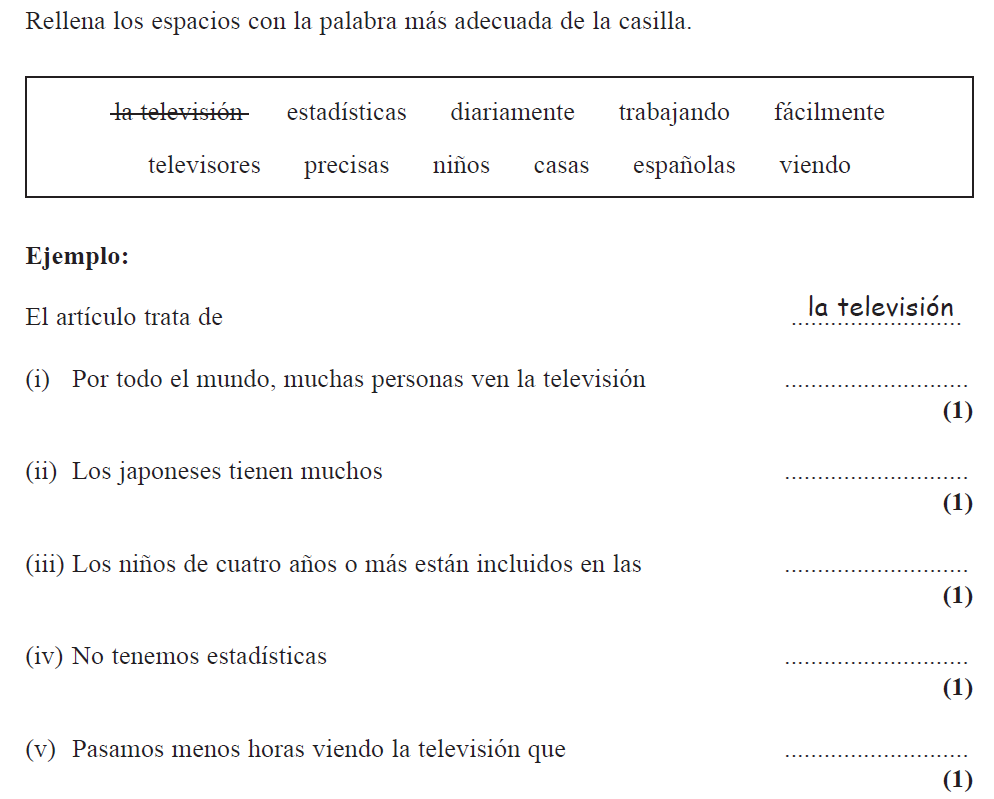 Rellena los espacios con la palabra más adecuada de la casilla.
la televisión estadísticas diariamente trabajando fácilmente
televisores precisas niños casas españolas viendo
Ejemplo:
El artículo trata de la televisión
(i) Por todo el mundo, muchas personas ven la televisión ............................
(1)
(ii) Los japoneses tienen muchos ............................
(1)
(iii) Los niños de cuatro años o más están incluidos en las ............................
(1)
(iv) No tenemos estadísticas ............................
(1)
(v) Pasamos menos horas viendo la televisión que ............................
(1)